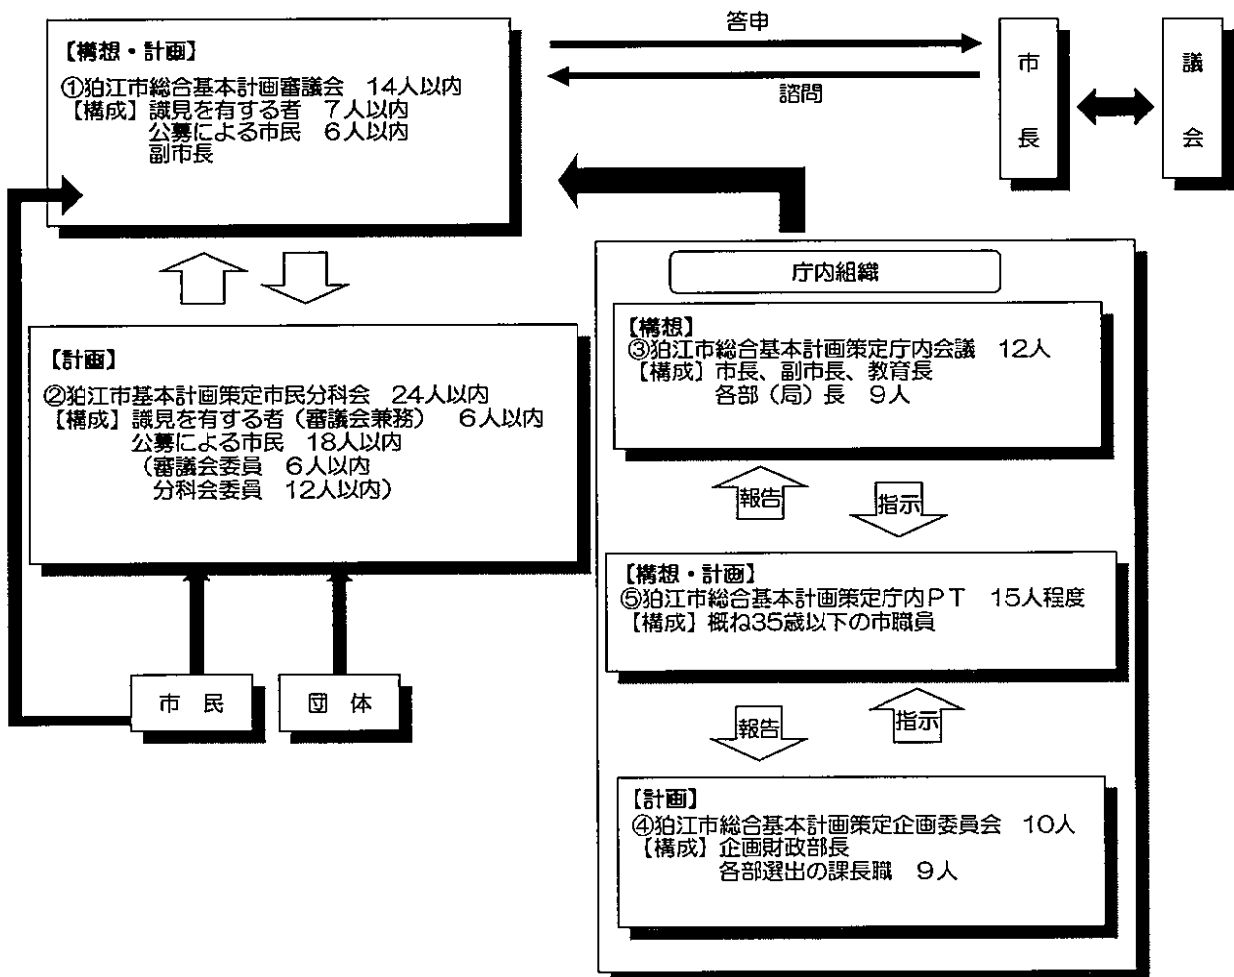 【構想・計画】
①狛江市総合基本計画審議会　14人以内
【構成】識見を有する者　7人以内
公募による市民　6人以内
副市長
答申
諮問
市長
議会
【計画】
②狛江市基本計画策定市民分科会　24人以内
【構成】識見を有する者（審議会兼務）　6人以内
公募による市民　18人以内
（審議会委員　6人以内
分科会委員　12人以内）
市　民
団　体
庁内組織
【構想】
③狛江市総合基本計画策定庁内会議　12人
【構成】市長、副市長、教育長
各部（局）長　9人
報告
指示
【構想・計画】
⑤狛江市総合基本計画策定庁内ＰＴ　15人程度
【構成】概ね35歳以下の市職員
報告
指示
【計画】
④狛江市総合基本計画策定企画委員会　10人
【構成】企画財政部長
各部選出の課長職　9人